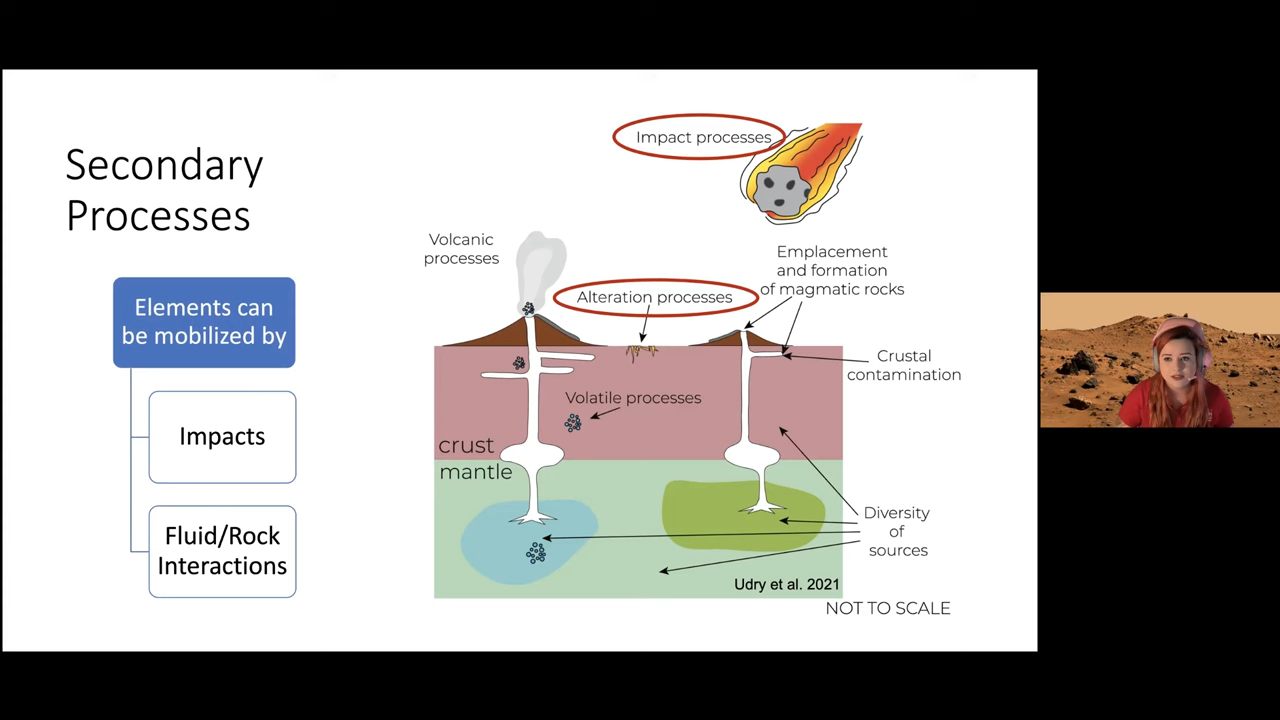 Secondary
Processes
Elements can
be mobilized by
Impacts
Fluid/Rock
Interactions
Impact processes
Volcanic
processes
Alteration processes
Emplacement
and formation
of magmatic rocks
Crustal
contamination
Volatile processes
crust
mantle
Diversity
of
sources
Udry et al. 2021
NOT TO SCALE